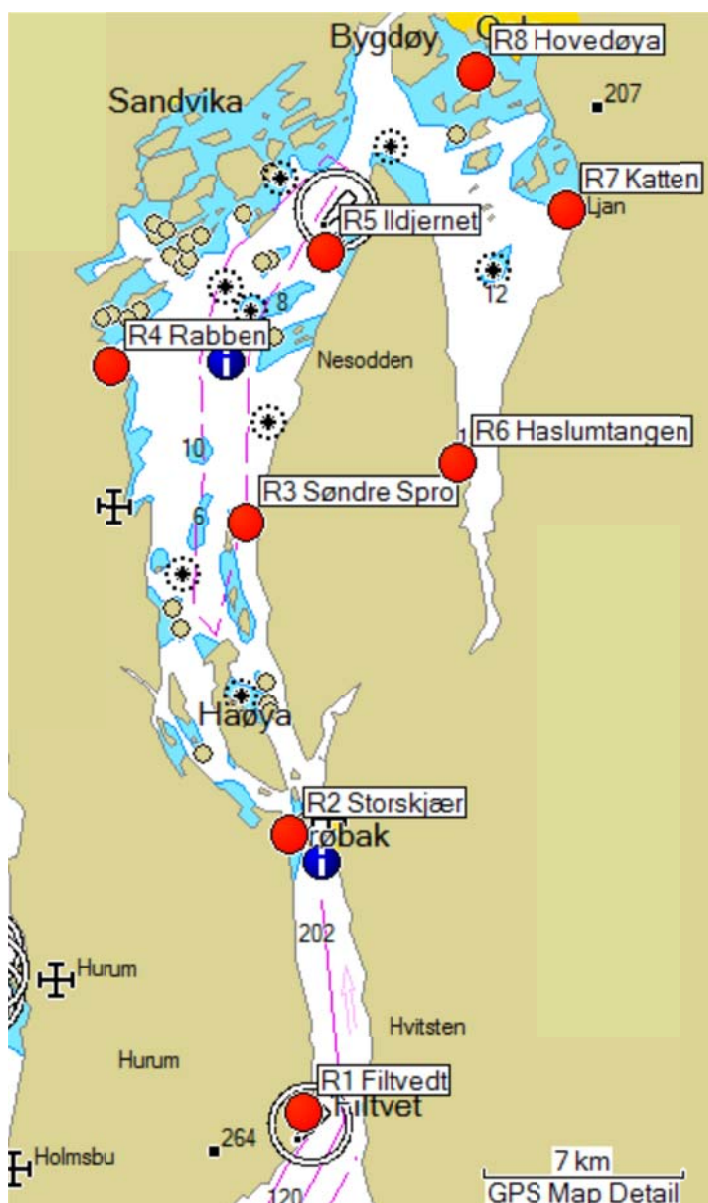 Bygdøy
R8 Hovedøya
Sandvika
207
R7 Katten
Ljan
R5 Ildjernet
8
12
R4 Rabben
i
Nesodden
10
R6 Haslumtangen
R3 Søndre Spro
6
Håøya
R2 Storskjær
røbak
i
202
Hurum
Hvitsten
Hurum
R1 Filtvedt
Filtvet
264
Holmsbu
7 km
120
GPS Map Detail